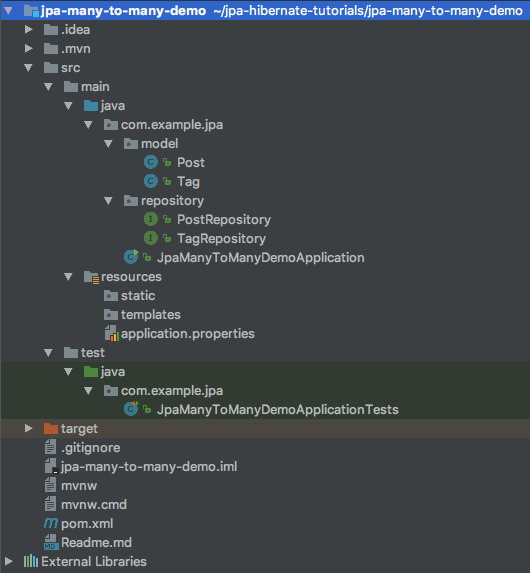 jpa-many-to-many-demo ~/jpa-hibernate-tutorials/jpa-many-to-many-demo
.idea
.mvn
src
main
java
com.example.jpa
model
C Post
C Tag
repository
I PostRepository
I TagRepository
C JpaManyToManyDemoApplication
resources
static
templates
application.properties
test
java
com.example.jpa
C JpaManyToManyDemoApplicationTests
target
.gitignore
jpa-many-to-many-demo.iml
mvnw
mvnw.cmd
m pom.xml
MD Readme.md
External Libraries